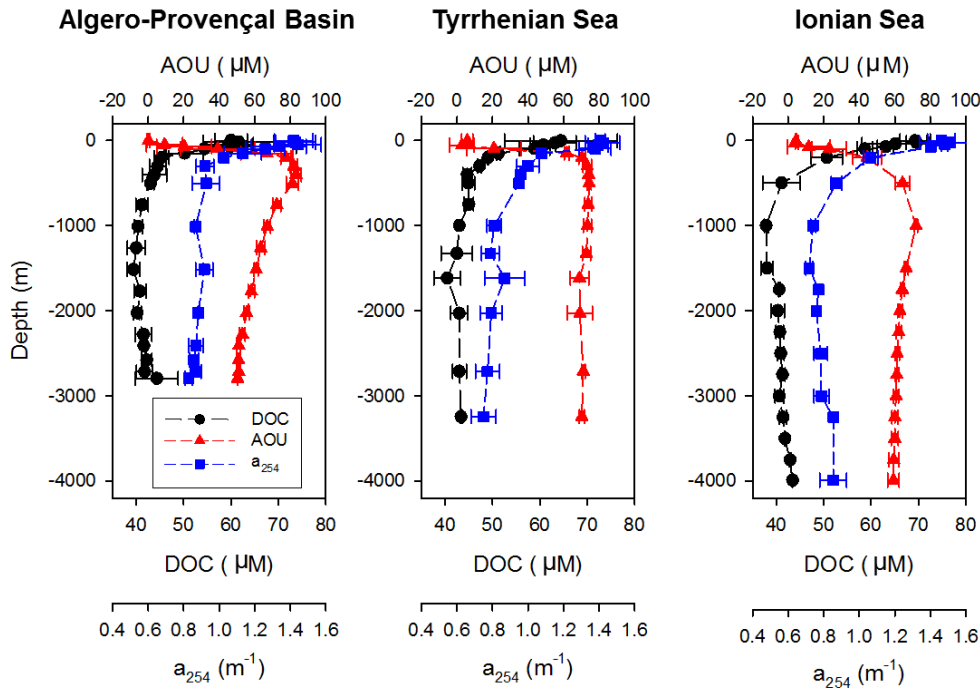 Algero-Provençal Basin Tyrrhenian Sea Ionian Sea
AOU ( µM) AOU ( µM) AOU ( µM)
-20 0 20 40 60 80 100 -20 0 20 40 60 80 100 -20 0 20 40 60 80 100
0 0 0
-1000 -1000 -1000
-2000 -2000 -2000
-3000 -3000 -3000
-4000 -4000 -4000
Depth (m)
DOC
AOU
a254
40 50 60 70 80 40 50 60 70 80 40 50 60 70 80
DOC ( µM) DOC ( µM) DOC ( µM)
0.4 0.6 0.8 1.0 1.2 1.4 1.6 0.4 0.6 0.8 1.0 1.2 1.4 1.6 0.4 0.6 0.8 1.0 1.2 1.4 1.6
a254 (m-1) a254 (m-1) a254 (m-1)